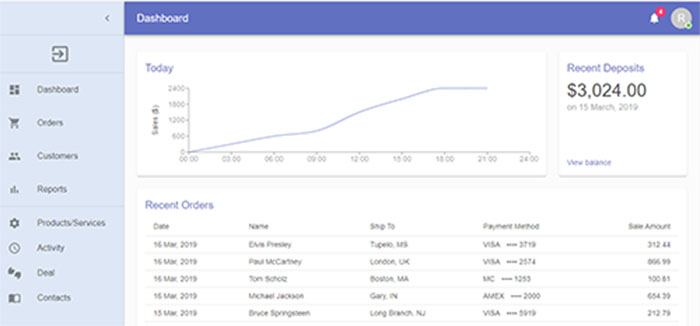 Dashboard
4
R
Dashboard
Orders
Customers
Reports
Products/Services
Activity
Deal
Contacts
Today
Sales ($)
2400
1800
1200
600
0
00:00 03:00 06:00 09:00 12:00 15:00 18:00 21:00 24:00
Recent Deposits
$3,024.00
on 15 March, 2019
View balance
Recent Orders
Date Name Ship To Payment Method Sale Amount
16 Mar, 2019 Elvis Presley Tupelo, MS VISA •••• 3719 312.44
16 Mar, 2019 Paul McCartney London, UK VISA •••• 2574 866.99
16 Mar, 2019 Tom Scholz Boston, MA MC •••• 1253 100.81
16 Mar, 2019 Michael Jackson Gary, IN AMEX •••• 2000 654.39
15 Mar, 2019 Bruce Springsteen Long Branch, NJ VISA •••• 5919 212.79